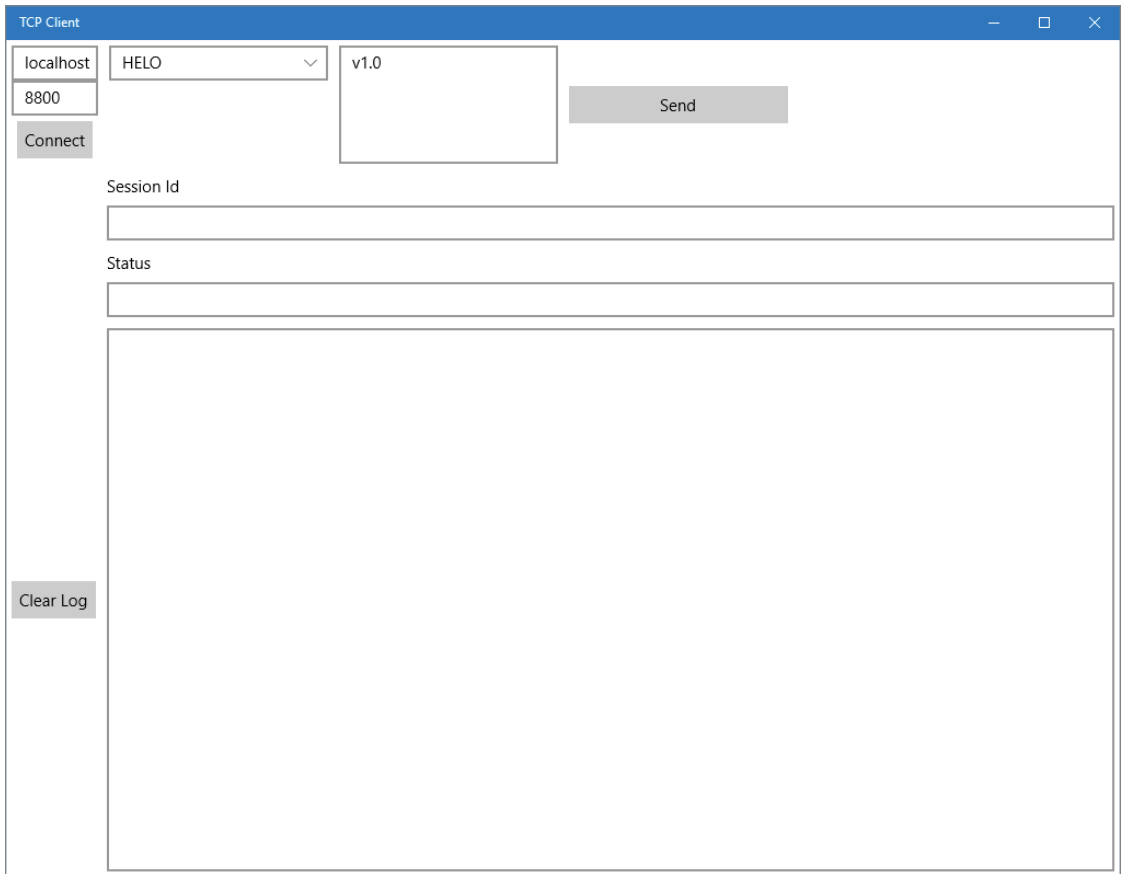 TCP Client
localhost
HELO
v1.0
8800
Send
Connect
Session Id
Status
Clear Log